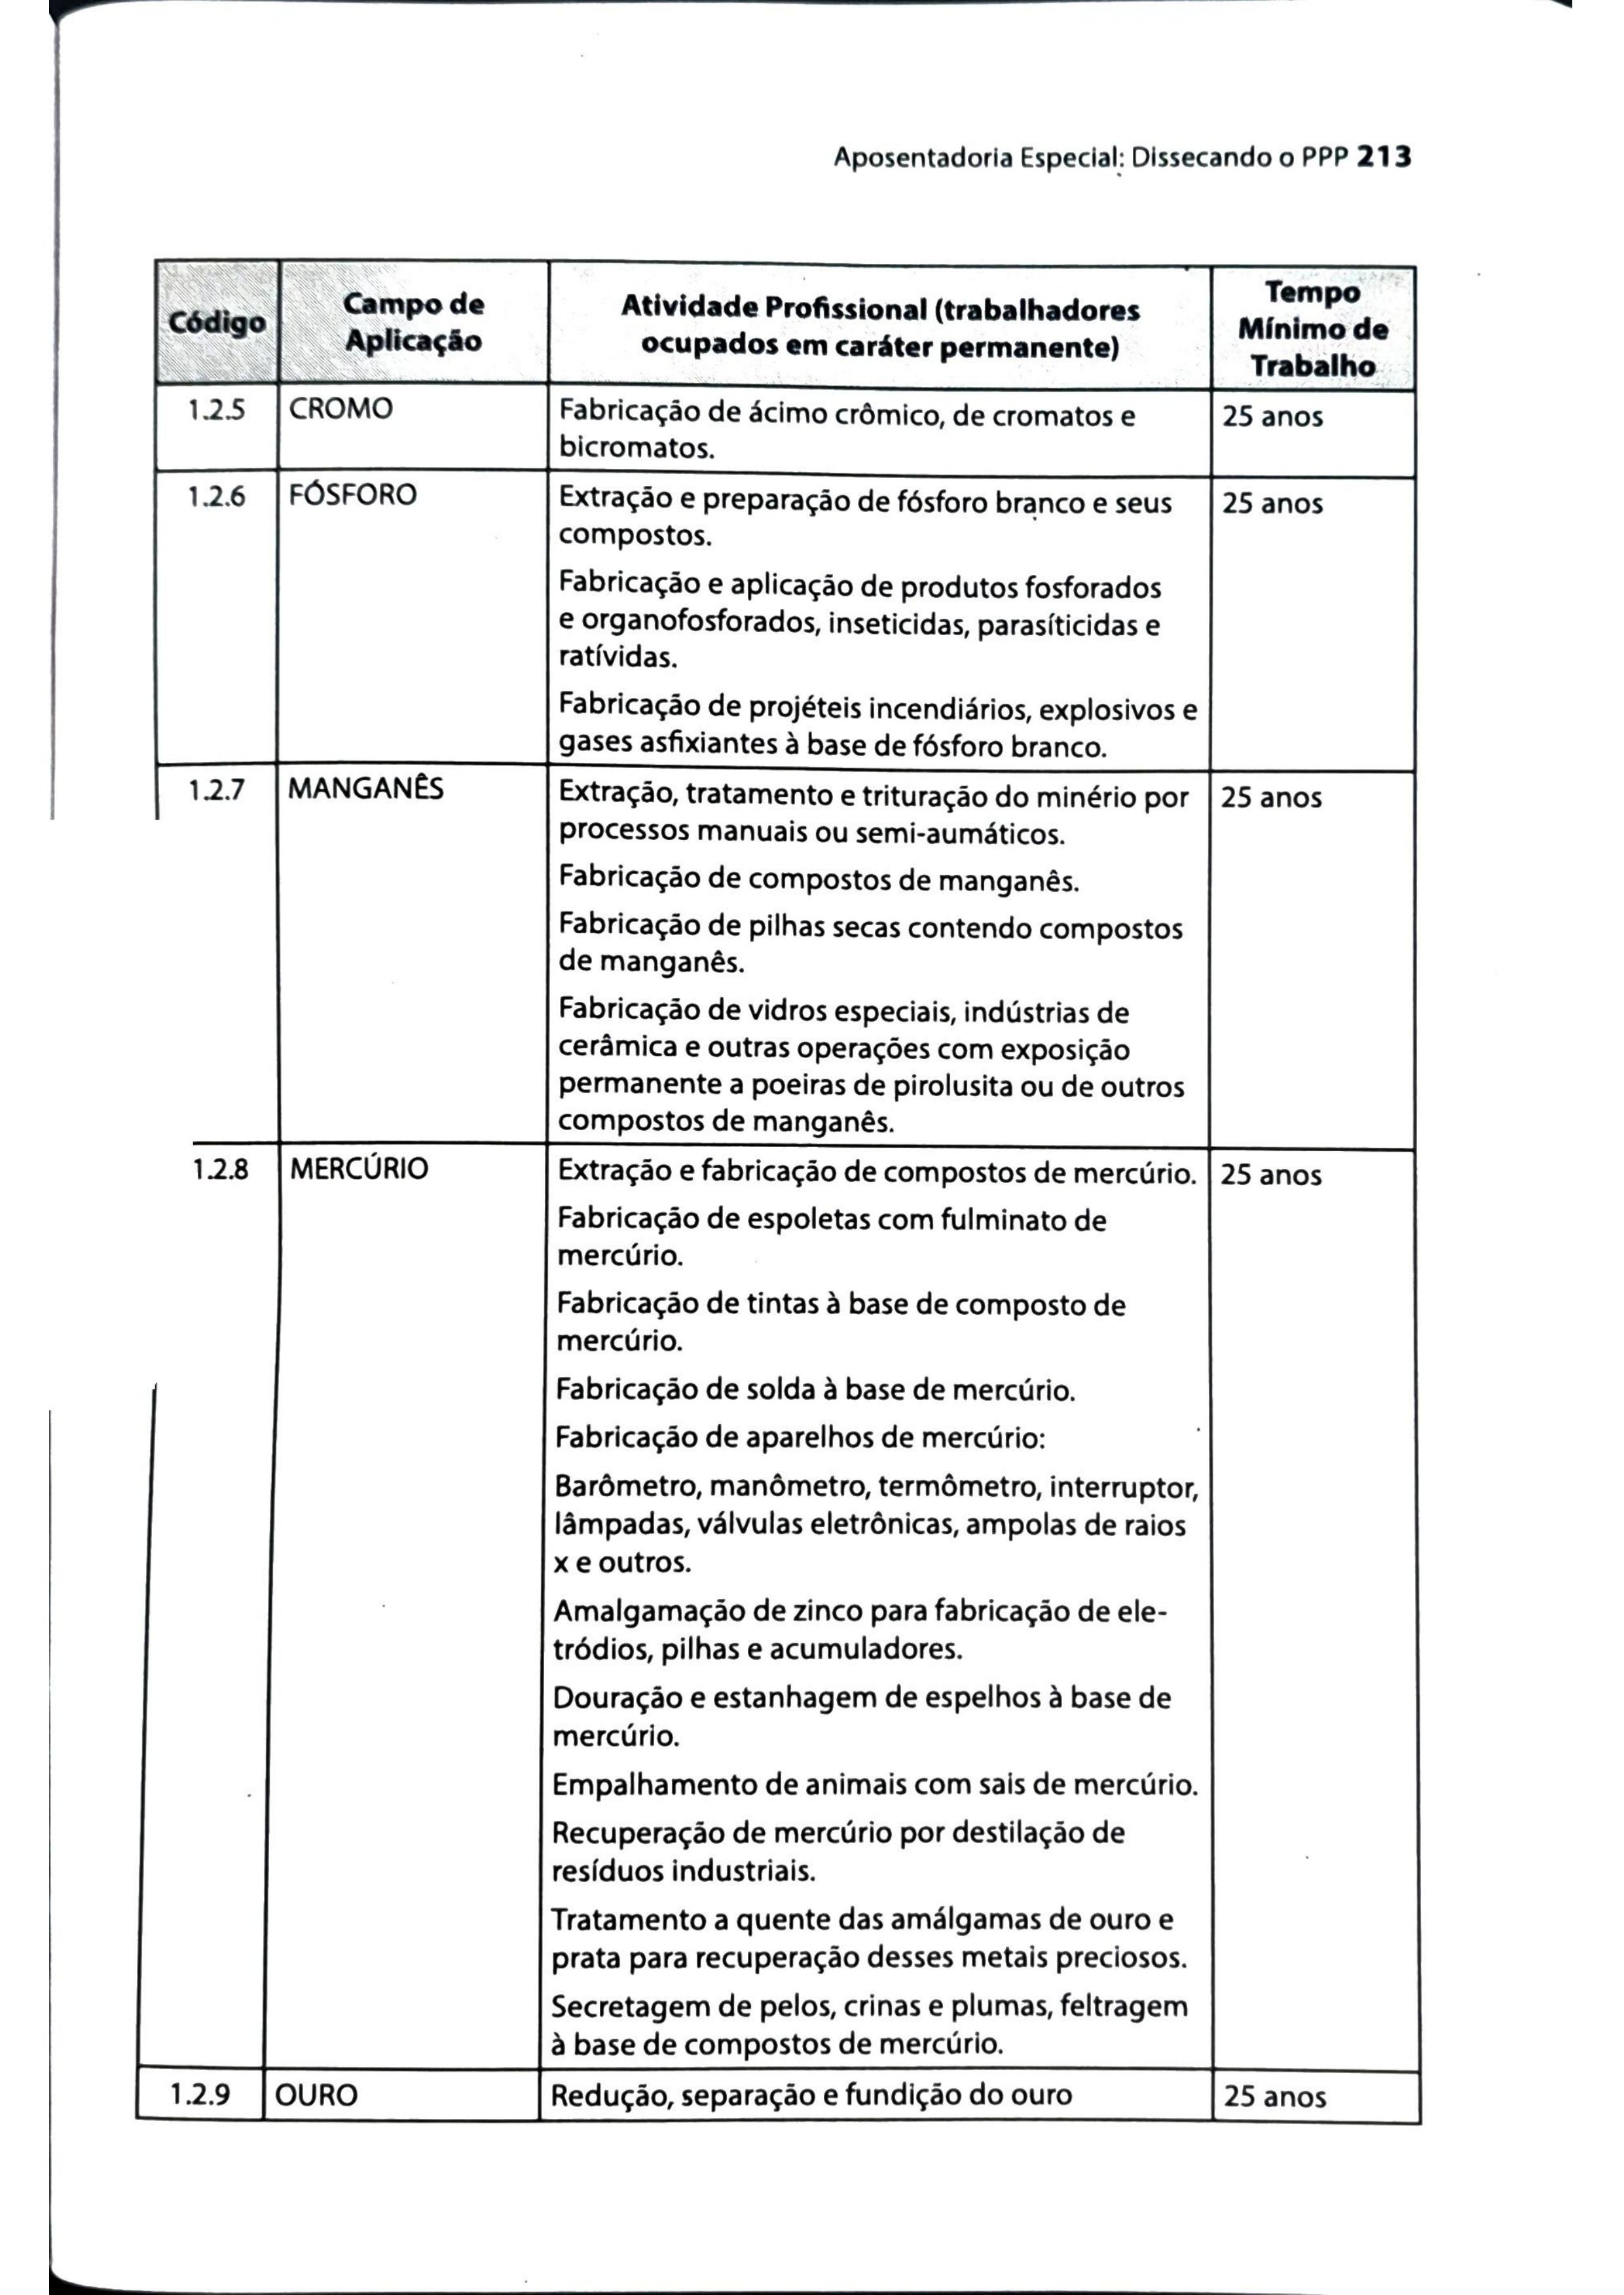 Aposentadoria Especial: Dissecando o PPP 213
Código
Campo de
Aplicação
Atividade Profissional (trabalhadores
ocupados em caráter permanente)
Tempo
Mínimo de
Trabalho
1.2.5
CROMO
Fabricação de ácimo crômico, de cromatos e
bicromatos.
25 anos
1.2.6
FÓSFORO
Extração e preparação de fósforo branco e seus
compostos.
Fabricação e aplicação de produtos fosforados
e organofosforados, inseticidas, parasíticidas e
ratívidas.
Fabricação de projéteis incendiários, explosivos e
gases asfixiantes à base de fósforo branco.
25 anos
1.2.7
MANGANÊS
Extração, tratamento e trituração do minério por
processos manuais ou semi-aumáticos.
Fabricação de compostos de manganês.
Fabricação de pilhas secas contendo compostos
de manganês.
Fabricação de vidros especiais, indústrias de
cerâmica e outras operações com exposição
permanente a poeiras de pirolusita ou de outros
compostos de manganês.
25 anos
1.2.8
MERCÚRIO
Extração e fabricação de compostos de mercúrio.
Fabricação de espoletas com fulminato de
mercúrio.
Fabricação de tintas à base de composto de
mercúrio.
Fabricação de solda à base de mercúrio.
Fabricação de aparelhos de mercúrio:
Barômetro, manômetro, termômetro, interruptor,
lâmpadas, válvulas eletrônicas, ampolas de raios
x e outros.
Amalgamação de zinco para fabricação de ele-
tródios, pilhas e acumuladores.
Douração e estanhagem de espelhos à base de
mercúrio.
Empalhamento de animais com sais de mercúrio.
Recuperação de mercúrio por destilação de
resíduos industriais.
Tratamento a quente das amálgamas de ouro e
prata para recuperação desses metais preciosos.
Secretagem de pelos, crinas e plumas, feltragem
à base de compostos de mercúrio.
25 anos
1.2.9
OURO
Redução, separação e fundição do ouro
25 anos